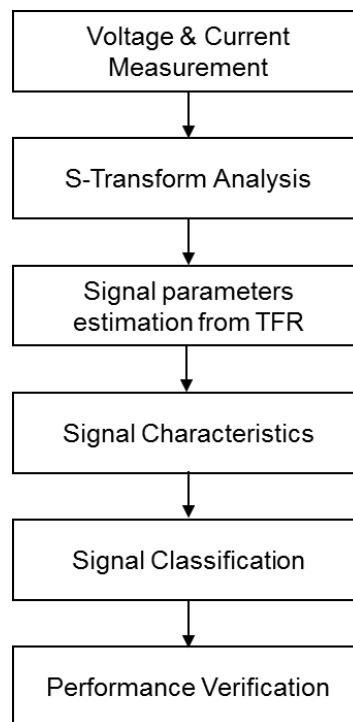 Voltage & Current
Measurement
S-Transform Analysis
Signal parameters
estimation from TFR
Signal Characteristics
Signal Classification
Performance Verification